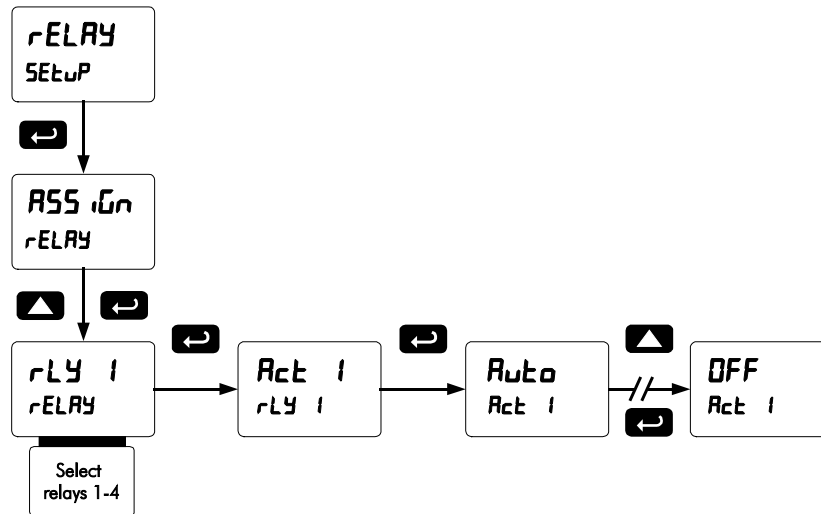 rELAY
SEtuP
ASSiGn
rELAY
rLY 1
rELAY
Act 1
rLY 1
Auto
Act 1
OFF
Act 1
Select
relays 1-4